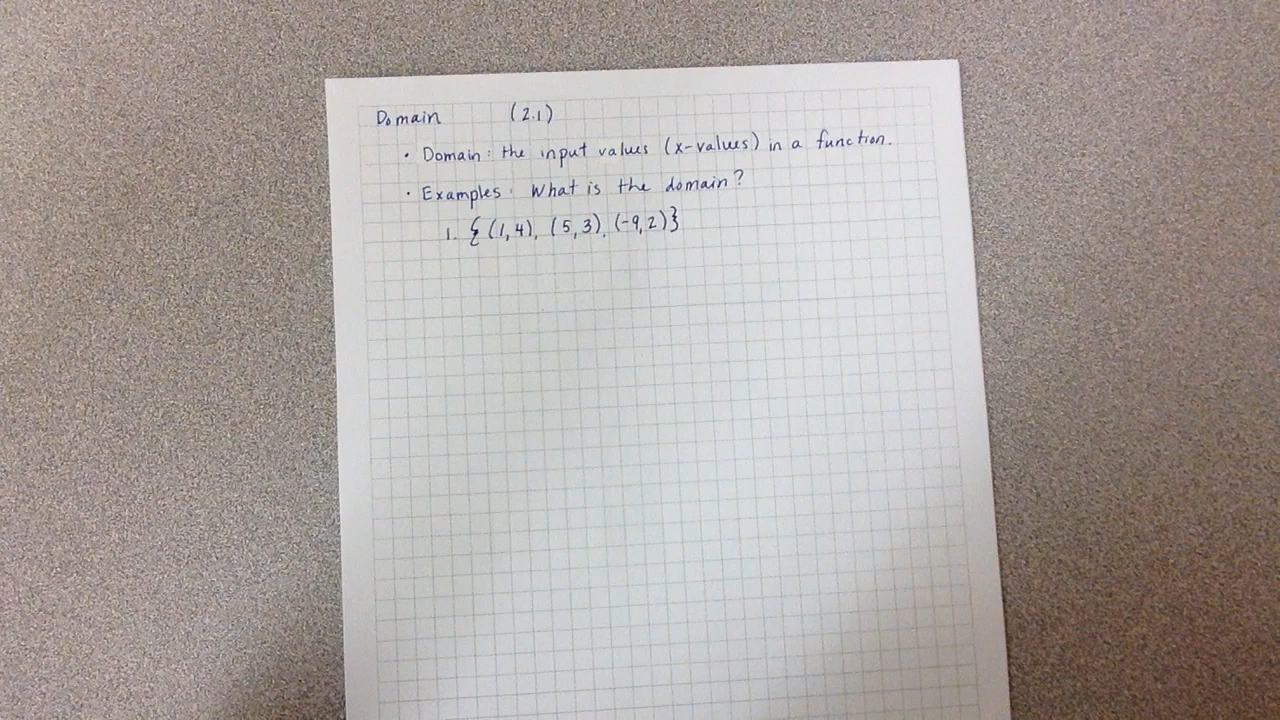 Domain (2.1)
• Domain: the input values (x-values) in a function.
• Examples: What is the domain?
1. {(1,4), (5,3), (-9,2)}